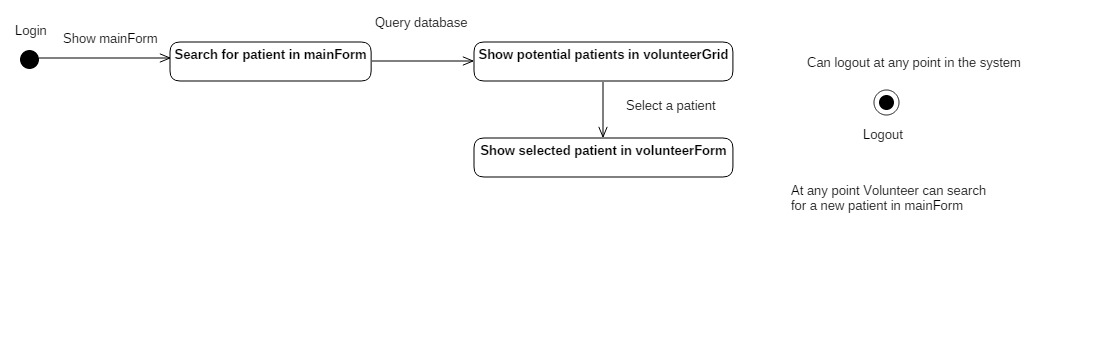 Login
Show mainForm
Search for patient in mainForm
Query database
Show potential patients in volunteerGrid
Select a patient
Show selected patient in volunteerForm
Can logout at any point in the system
Logout
At any point Volunteer can search
for a new patient in mainForm